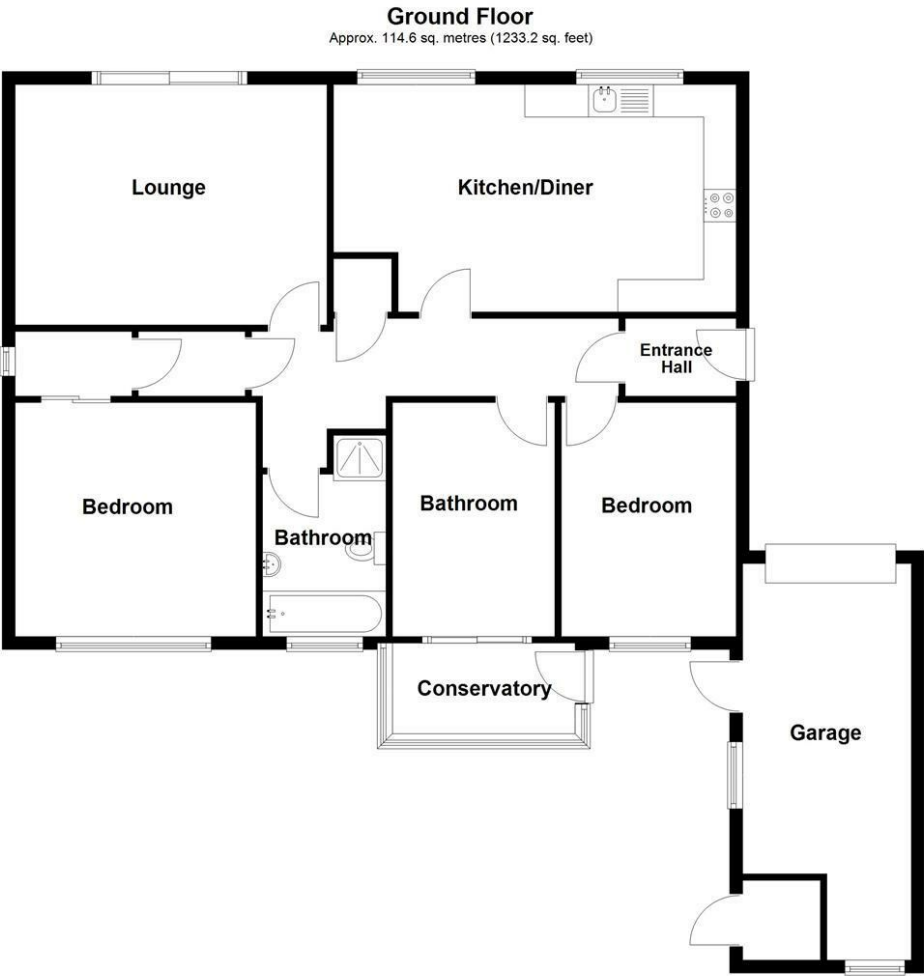 Ground Floor
Approx. 114.6 sq. metres (1233.2 sq. feet)
Lounge
Kitchen/Diner
Entrance
Hall
Bedroom
Bathroom
Bathroom
Bedroom
Conservatory
Garage